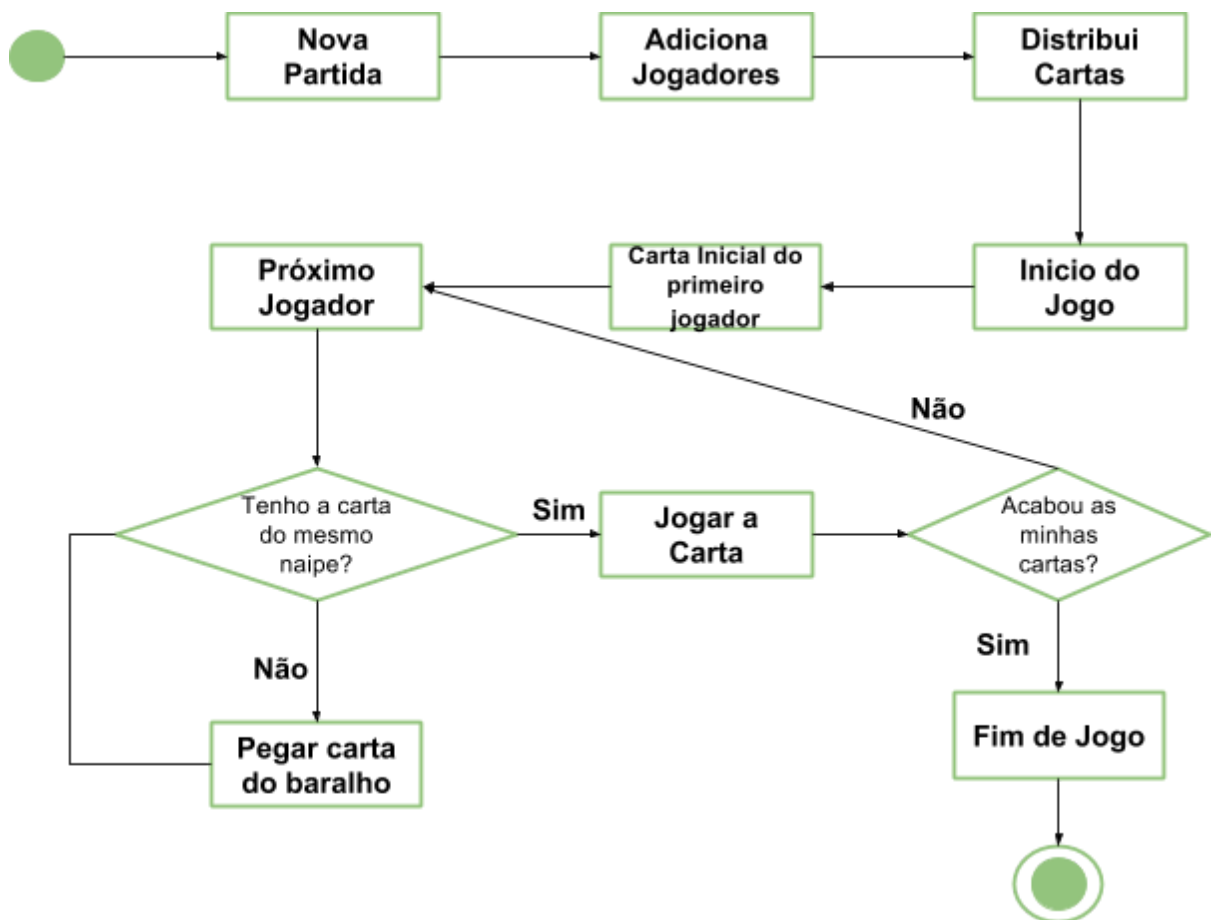 Nova
Partida
Adiciona
Jogadores
Distribui
Cartas
Próximo
Jogador
Carta Inicial do
primeiro
jogador
Inicio do
Jogo
Não
Tenho a carta
do mesmo
naipe?
Sim
Jogar a
Carta
Acabou as
minhas
cartas?
Não
Sim
Pegar carta
do baralho
Fim de Jogo